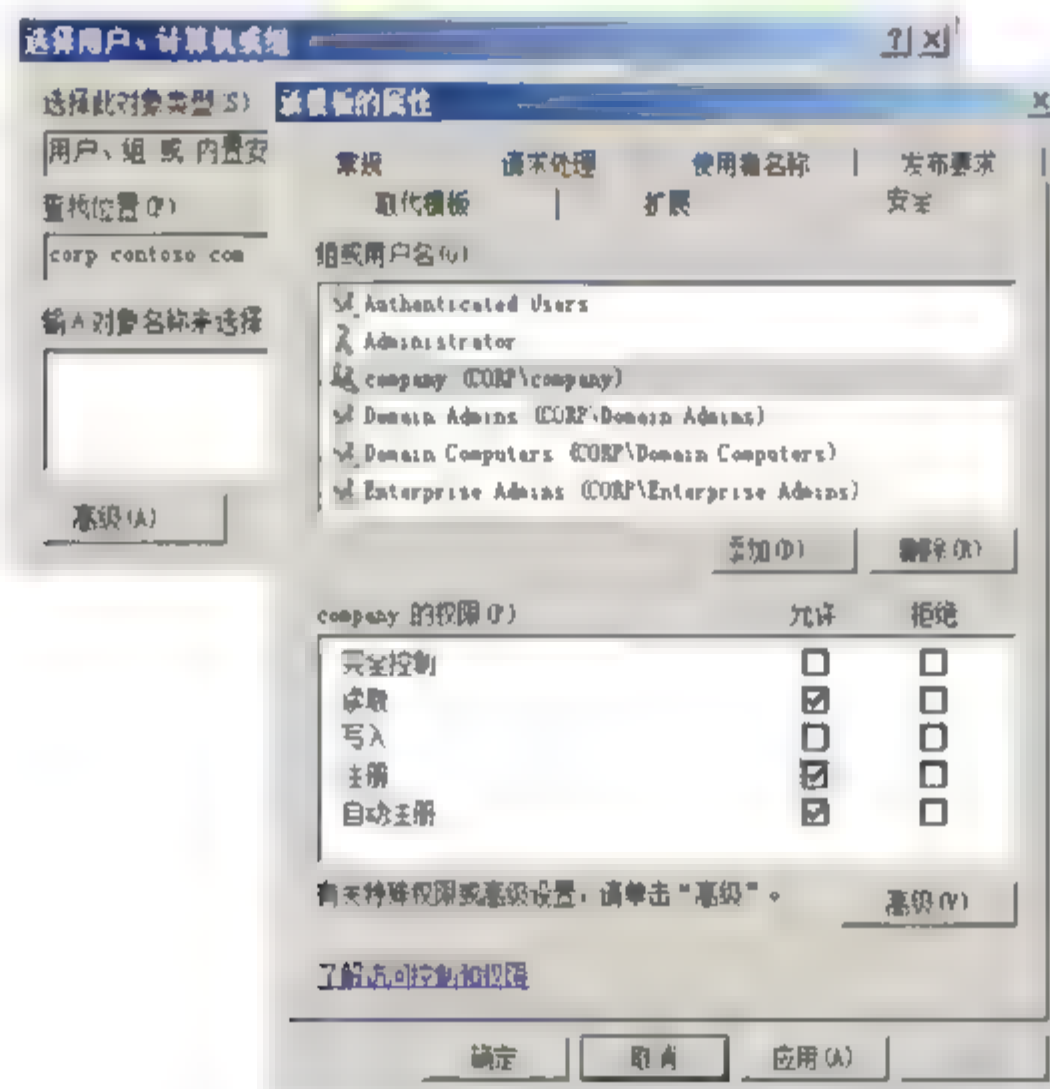 选择用户、计算机或组
选择此对象类型(S)
用户、组 或 内置安
查找位置(F)
corp contoso com
输入对象名称来选择
高级(A)
新模板的属性
常规 请求处理 使用者名称 发布要求
取代模板 扩展 安全
组或用户名(G)
Authenticated Users
Administrator
company (CORP\company)
Domain Admins (CORP\Domain Admins)
Domain Computers (CORP\Domain Computers)
Enterprise Admins (CORP\Enterprise Admins)
添加(D) 删除(R)
company 的权限(P) 允许 拒绝
完全控制
读取
写入
注册
自动注册
有关特殊权限或高级设置，请单击“高级”。 高级(V)
了解访问控制和权限
确定 取消 应用(A)